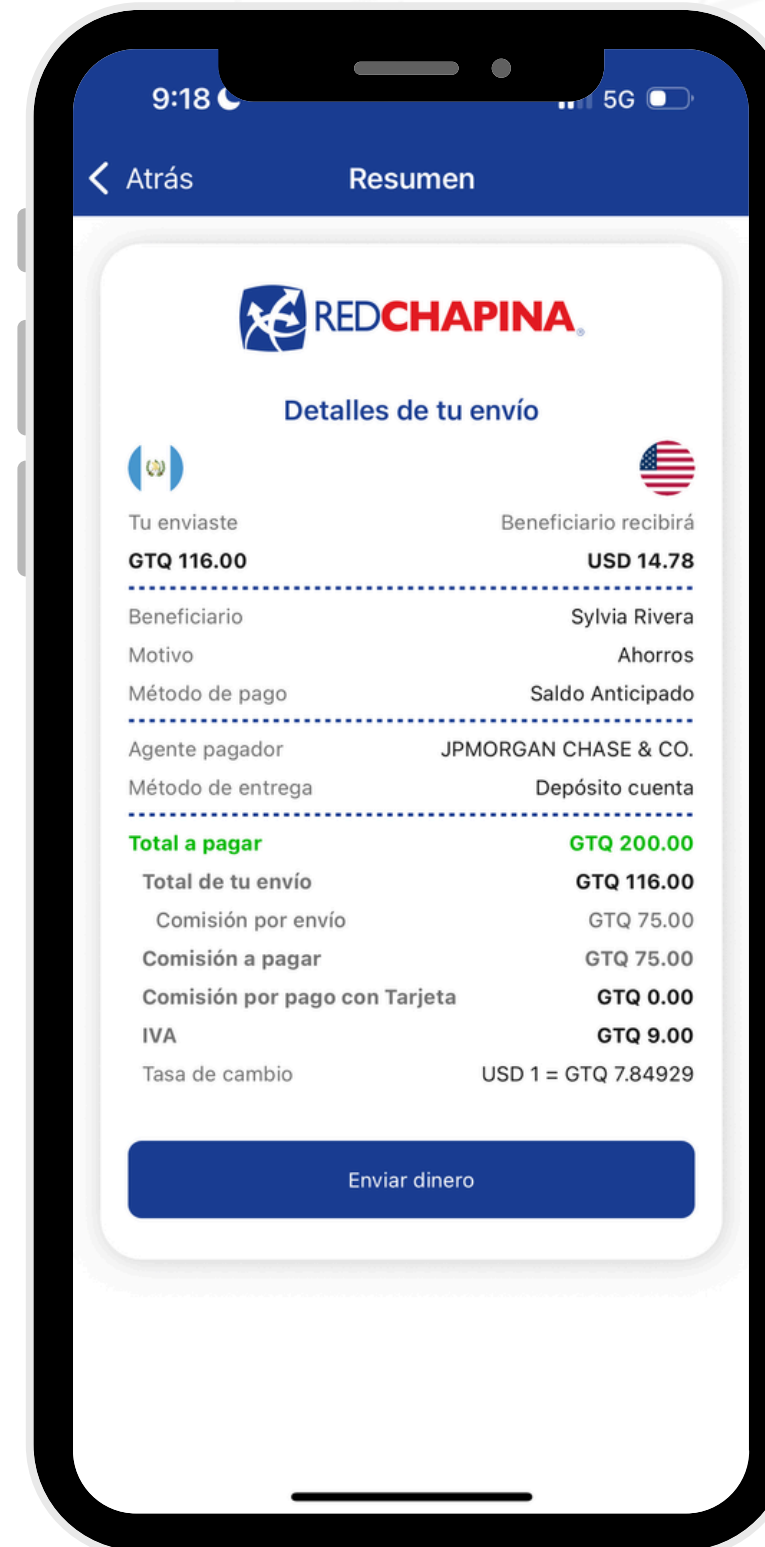 9:18 5G
Atrás Resumen
REDCHAPINA®
Detalles de tu envío
Tu enviaste Beneficiario recibirá
GTQ 116.00 USD 14.78
Beneficiario Sylvia Rivera
Motivo Ahorros
Método de pago Saldo Anticipado
Agente pagador JPMORGAN CHASE & CO.
Método de entrega Depósito cuenta
Total a pagar GTQ 200.00
Total de tu envío GTQ 116.00
Comisión por envío GTQ 75.00
Comisión a pagar GTQ 75.00
Comisión por pago con Tarjeta GTQ 0.00
IVA GTQ 9.00
Tasa de cambio USD 1 = GTQ 7.84929
Enviar dinero